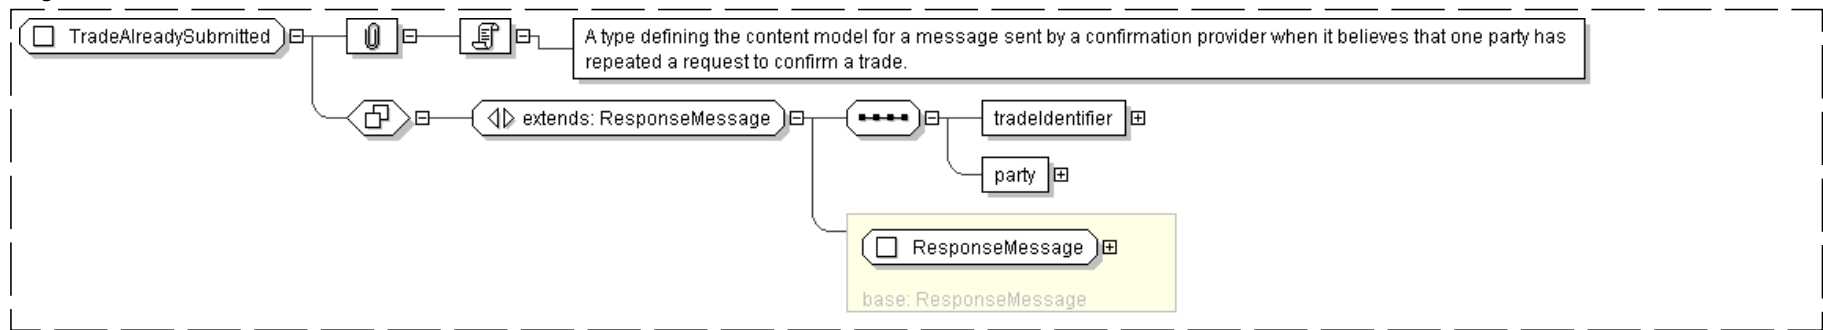 TradeAlreadySubmitted
A type defining the content model for a message sent by a confirmation provider when it believes that one party has
repeated a request to confirm a trade.
extends: ResponseMessage
tradeIdentifier
party
ResponseMessage
base: ResponseMessage